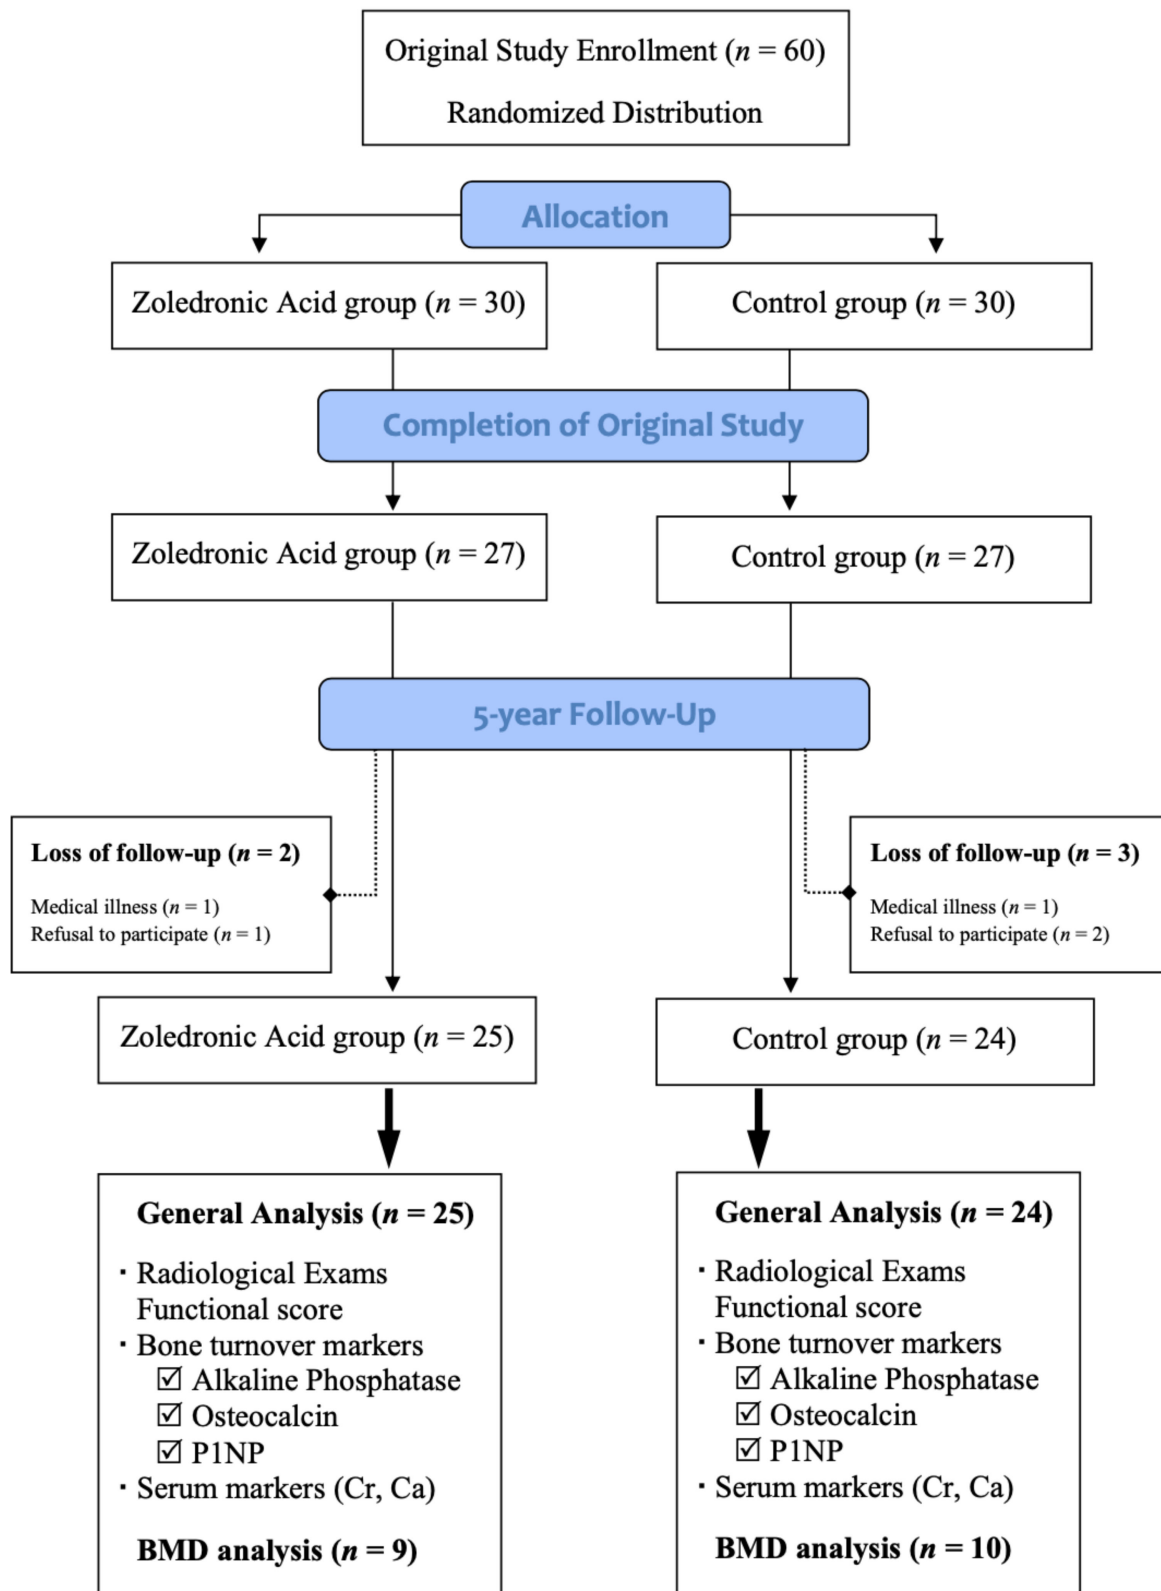 Original Study Enrollment (n = 60)
Randomized Distribution
Allocation
Zoledronic Acid group (n = 30)
Control group (n = 30)
Completion of Original Study
Zoledronic Acid group (n = 27)
Control group (n = 27)
5-year Follow-Up
Loss of follow-up (n = 2)
Medical illness (n = 1)
Refusal to participate (n = 1)
Loss of follow-up (n = 3)
Medical illness (n = 1)
Refusal to participate (n = 2)
Zoledronic Acid group (n = 25)
Control group (n = 24)
General Analysis (n = 25)
· Radiological Exams
Functional score
· Bone turnover markers
☑ Alkaline Phosphatase
☑ Osteocalcin
☑ P1NP
· Serum markers (Cr, Ca)
BMD analysis (n = 9)
General Analysis (n = 24)
· Radiological Exams
Functional score
· Bone turnover markers
☑ Alkaline Phosphatase
☑ Osteocalcin
☑ P1NP
· Serum markers (Cr, Ca)
BMD analysis (n = 10)